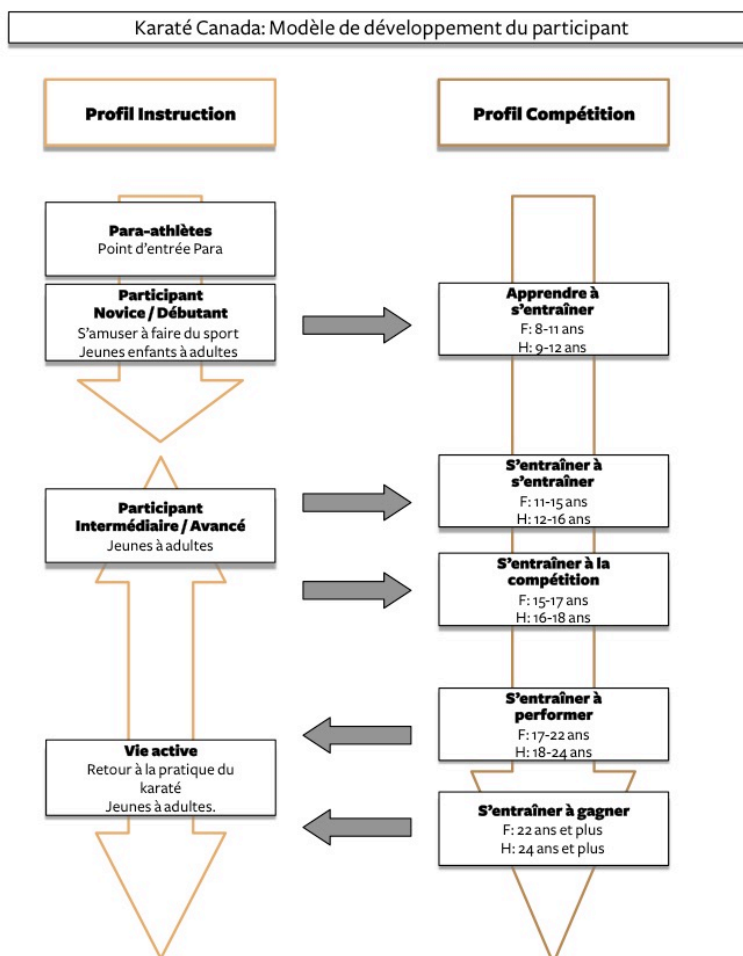 Karaté Canada: Modèle de développement du participant
Profil Instruction
Profil Compétition
Para-athlètes
Point d'entrée Para
Participant
Novice / Débutant
S'amuser à faire du sport
Jeunes enfants à adultes
Apprendre à
s'entraîner
F: 8-11 ans
H: 9-12 ans
Participant
Intermédiaire / Avancé
Jeunes à adultes
S'entraîner à
s'entraîner
F: 11-15 ans
H: 12-16 ans
S'entraîner à la
compétition
F: 15-17 ans
H: 16-18 ans
S'entraîner à
performer
F: 17-22 ans
H: 18-24 ans
Vie active
Retour à la pratique du
karaté
Jeunes à adultes.
S'entraîner à gagner
F: 22 ans et plus
H: 24 ans et plus